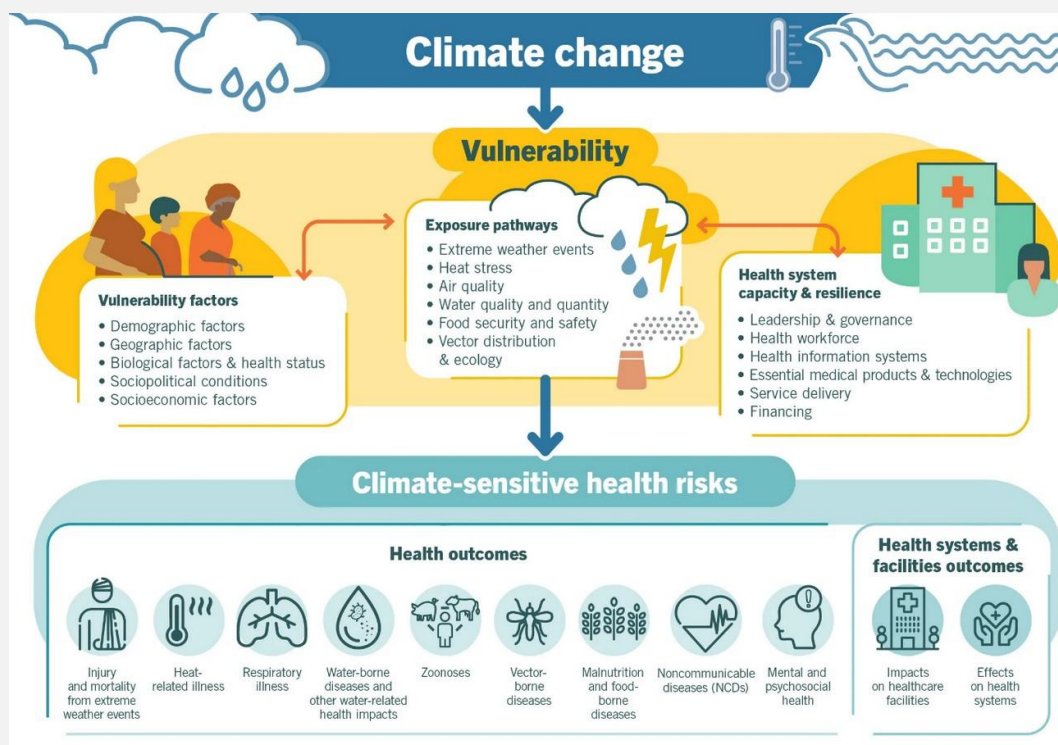 Climate change
Vulnerability
Vulnerability factors
• Demographic factors
• Geographic factors
• Biological factors & health status
• Sociopolitical conditions
• Socioeconomic factors
Exposure pathways
• Extreme weather events
• Heat stress
• Air quality
• Water quality and quantity
• Food security and safety
• Vector distribution
& ecology
Health system
capacity & resilience
• Leadership & governance
• Health workforce
• Health information systems
• Essential medical products & technologies
• Service delivery
• Financing
Climate-sensitive health risks
Health outcomes
Injury
and mortality
from extreme
weather events
Heat-
related illness
Respiratory
illness
Water-borne
diseases and
other water-related
health impacts
Zoonoses
Vector-
borne
diseases
Malnutrition
and food-
borne
diseases
Noncommunicable
diseases (NCDs)
Mental and
psychosocial
health
Health systems &
facilities outcomes
Impacts
on healthcare
facilities
Effects
on health
systems